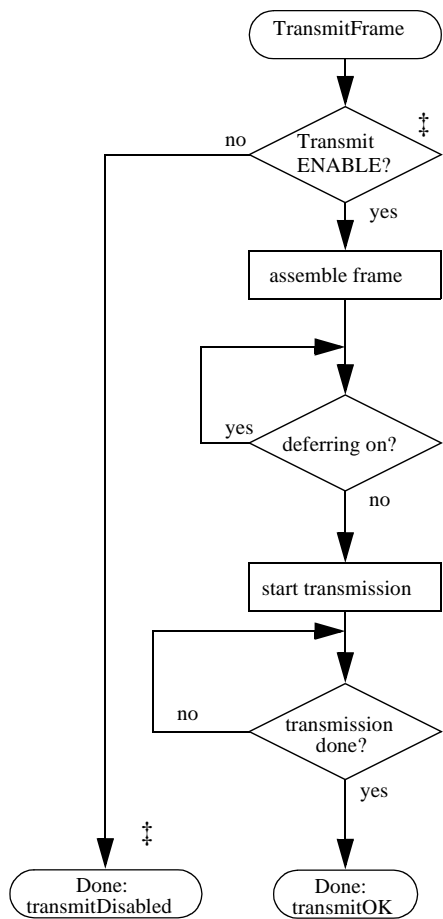 TransmitFrame
‡
no
Transmit
ENABLE?
yes
assemble frame
yes
deferring on?
no
start transmission
no
transmission
done?
yes
‡
Done:
transmitDisabled
Done:
transmitOK